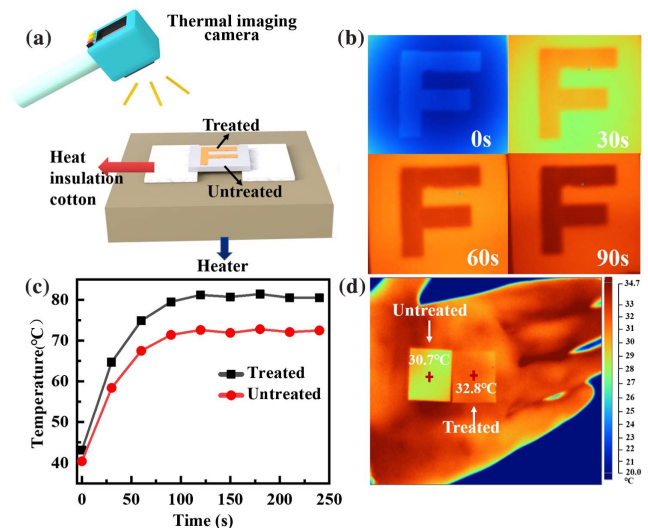 (a)
Thermal imaging
camera
Treated
Heat
insulation
cotton
Untreated
Heater
(b)
0s
30s
60s
90s
(c)
Temperature(°C)
80
70
60
50
40
Treated
Untreated
0
50
100
150
200
250
Time (s)
(d)
Untreated
30.7°C
32.8°C
Treated
34.7
33
32
31
30
29
28
27
26
25
24
23
22
21
20.0
°C